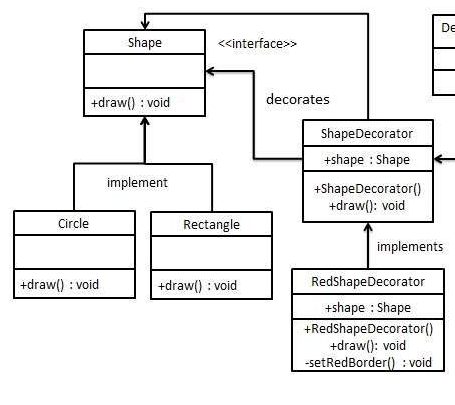 Shape
<<interface>>
De
+draw() : void
decorates
ShapeDecorator
+shape : Shape
+ShapeDecorator()
+draw(): void
implement
Circle
Rectangle
+draw() : void
+draw() : void
implements
RedShapeDecorator
+shape : Shape
+RedShapeDecorator()
+draw(): void
-setRedBorder() : void